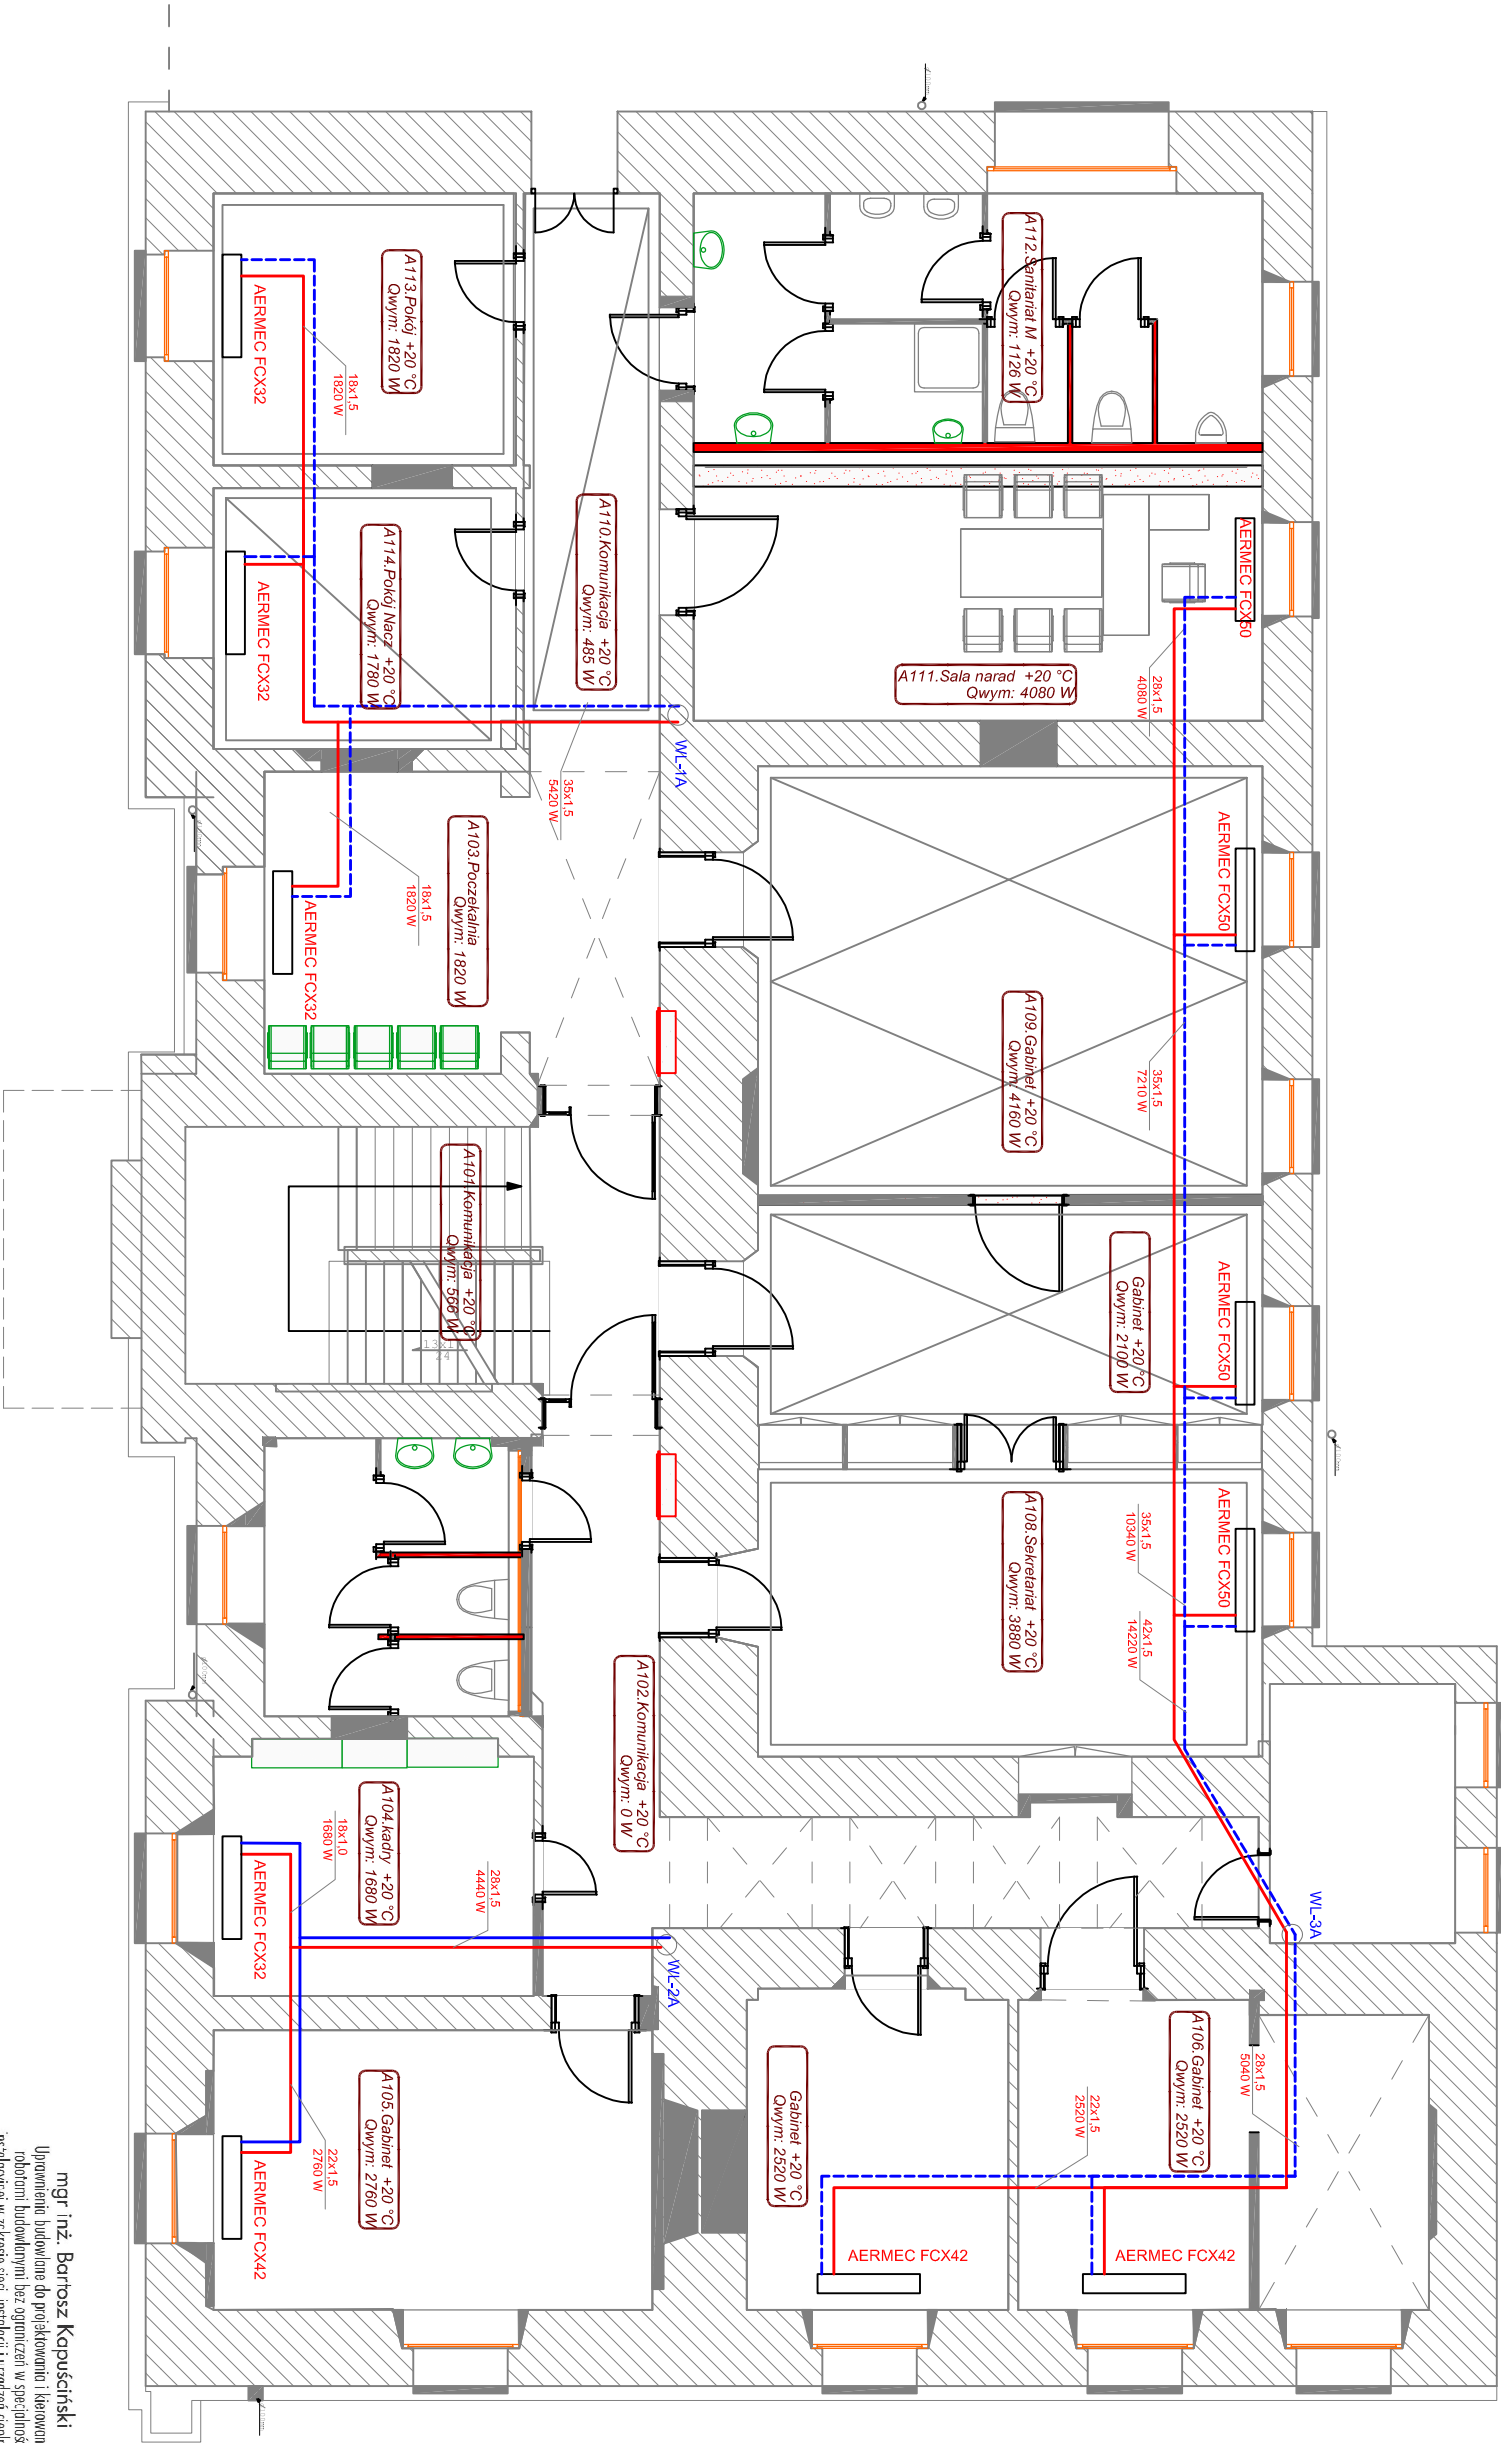 A112.Sanitariat M +20 °C
Qwym: 1126 W
A113.Pokój +20 °C
Qwym: 1820 W
AERMEC FCX32
18x1,5
1820 W
A110.Komunikacja +20 °C
Qwym: 485 W
A114.Pokój Nacz +20 °C
Qwym: 1780 W
AERMEC FCX32
AERMEC FCX50
A111.Sala narad +20 °C
Qwym: 4080 W
28x1,5
4080 W
WL-1A
35x1,5
5420 W
A103.Poczekalnia
Qwym: 1820 W
18x1,5
1820 W
AERMEC FCX32
AERMEC FCX50
A109.Gabinet +20 °C
Qwym: 4160 W
35x1,5
7210 W
A101.Komunikacja +20 °C
Qwym: 566 W
Gabinet +20 °C
Qwym: 2100 W
AERMEC FCX50
A108.Sekretariat +20 °C
Qwym: 3880 W
35x1,5
10340 W
AERMEC FCX50
42x1,5
14220 W
A102.Komunikacja +20 °C
Qwym: 0 W
A104.kadry +20 °C
Qwym: 1680 W
18x1,0
1680 W
AERMEC FCX32
28x1,5
4440 W
WL-2A
WL-3A
A106.Gabinet +20 °C
Qwym: 2520 W
28x1,5
5040 W
22x1,5
2520 W
Gabinet +20 °C
Qwym: 2520 W
A105.Gabinet +20 °C
Qwym: 2760 W
22x1,5
2760 W
AERMEC FCX42
AERMEC FCX42
AERMEC FCX42
mgr inż. Bartosz Kapuściński
Uprawnienia budowlane do projektowania i kierowan
robotami budowlanymi bez ograniczeń w specjalnoś